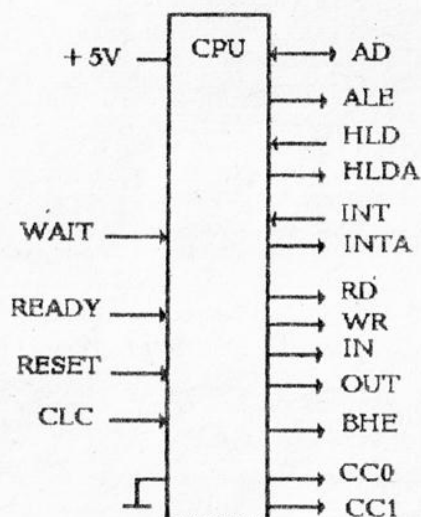 +5V
CPU
AD
ALE
HLD
HLDA
WAIT
INT
INTA
READY
RD
WR
RESET
IN
OUT
CLC
BHE
CC0
CC1